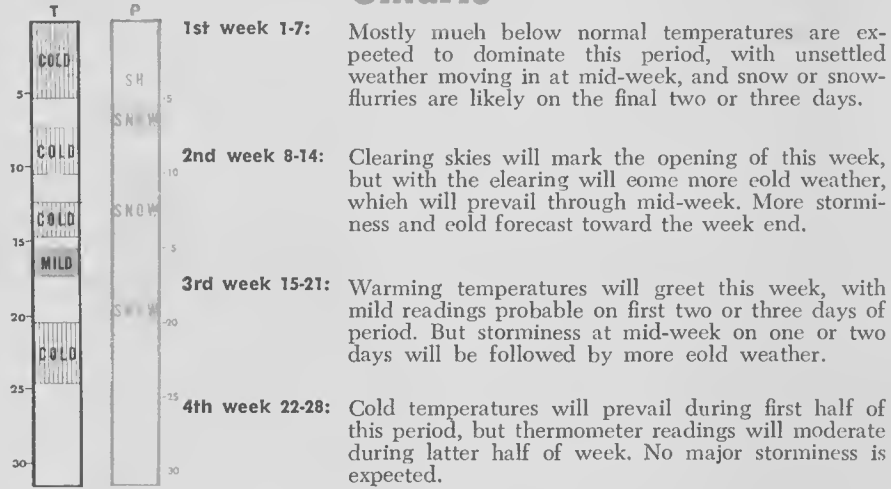 T P
1st week 1-7: Mostly mueh below normal temperatures are ex-
peeted to dominate this period, with unsettled
weather moving in at mid-week, and snow or snow-
flurries are likely on the final two or three days.
2nd week 8-14: Clearing skies will mark the opening of this week,
but with the elearing will eome more eold weather,
whieh will prevail through mid-week. More stormi-
ness and eold forecast toward the week end.
3rd week 15-21: Warming temperatures will greet this week, with
mild readings probable on first two or three days of
period. But storminess at mid-week on one or two
days will be followed by more eold weather.
4th week 22-28: Cold temperatures will prevail during first half of
this period, but thermometer readings will moderate
during latter half of week. No major storminess is
expeeted.
COLD
5
COLD
10
COLD
15
MILD
20
COLD
25
30
SH
5
SNOW
10
SNOW
5
SNOW
20
25
30